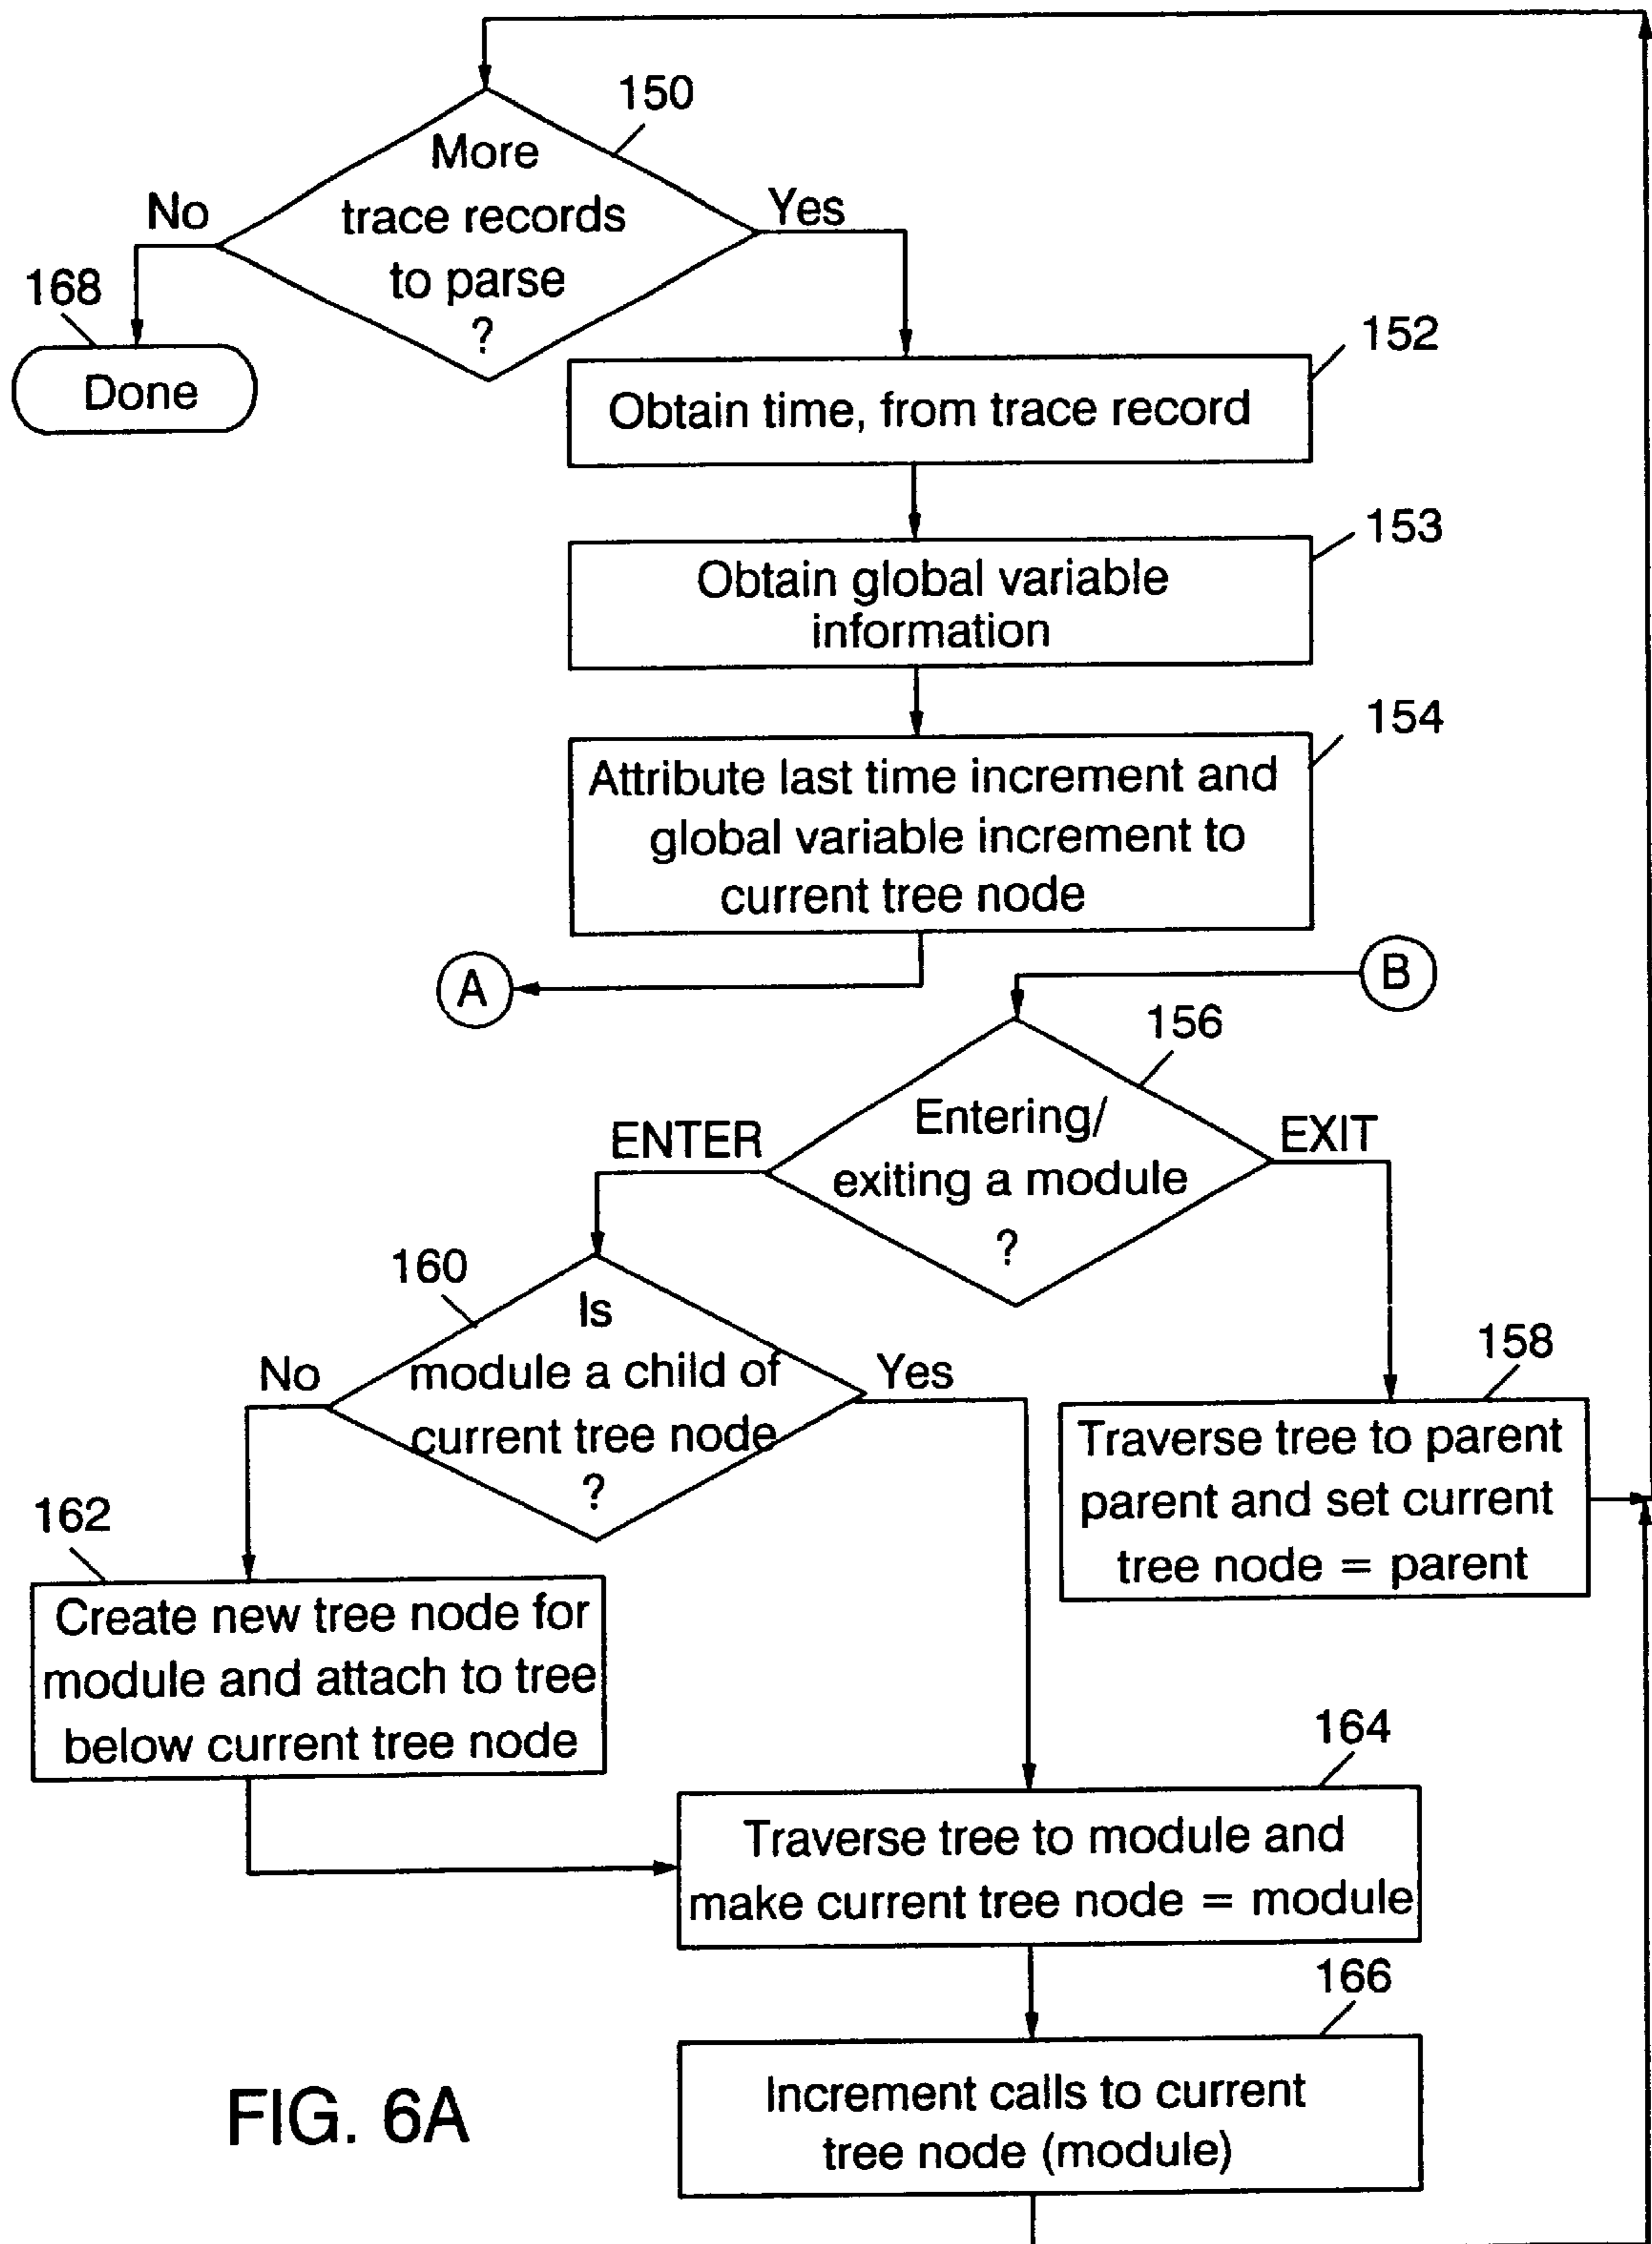 150
More
trace records
to parse
?
No
Yes
168
Done
152
Obtain time, from trace record
153
Obtain global variable
information
154
Attribute last time increment and
global variable increment to
current tree node
A
B
156
Entering/
exiting a module
?
ENTER
EXIT
160
Is
module a child of
current tree node
?
No
Yes
158
Traverse tree to parent
parent and set current
tree node = parent
162
Create new tree node for
module and attach to tree
below current tree node
164
Traverse tree to module and
make current tree node = module
166
Increment calls to current
tree node (module)
FIG. 6A